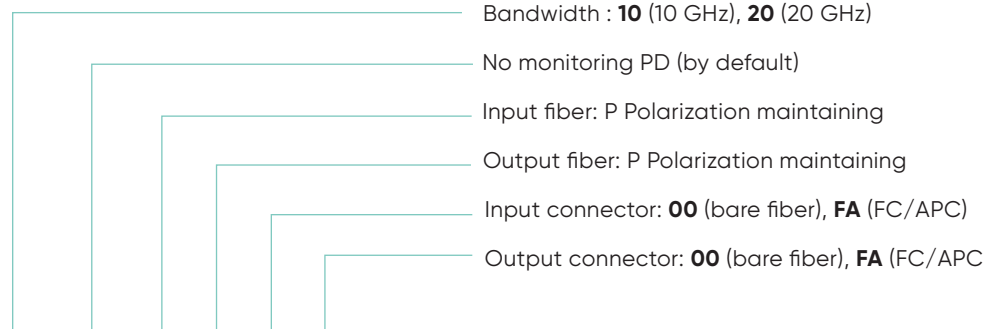 Bandwidth : 10 (10 GHz), 20 (20 GHz)
No monitoring PD (by default)
Input fiber: P Polarization maintaining
Output fiber: P Polarization maintaining
Input connector: 00 (bare fiber), FA (FC/APC)
Output connector: 00 (bare fiber), FA (FC/APC